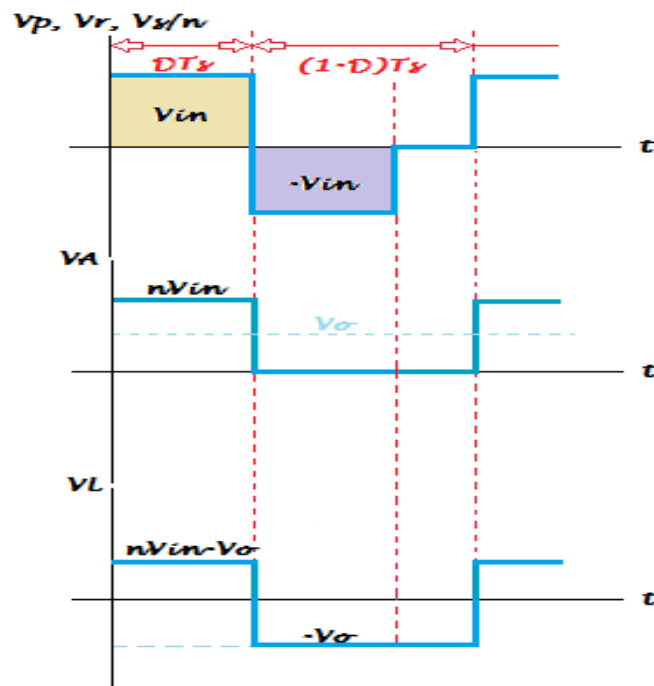 Vp, Vr, Vs/n
DTs
(1-D)Ts
Vin
t
-Vin
VA
nVin
Vo
t
VL
nVin-Vo
t
-Vo